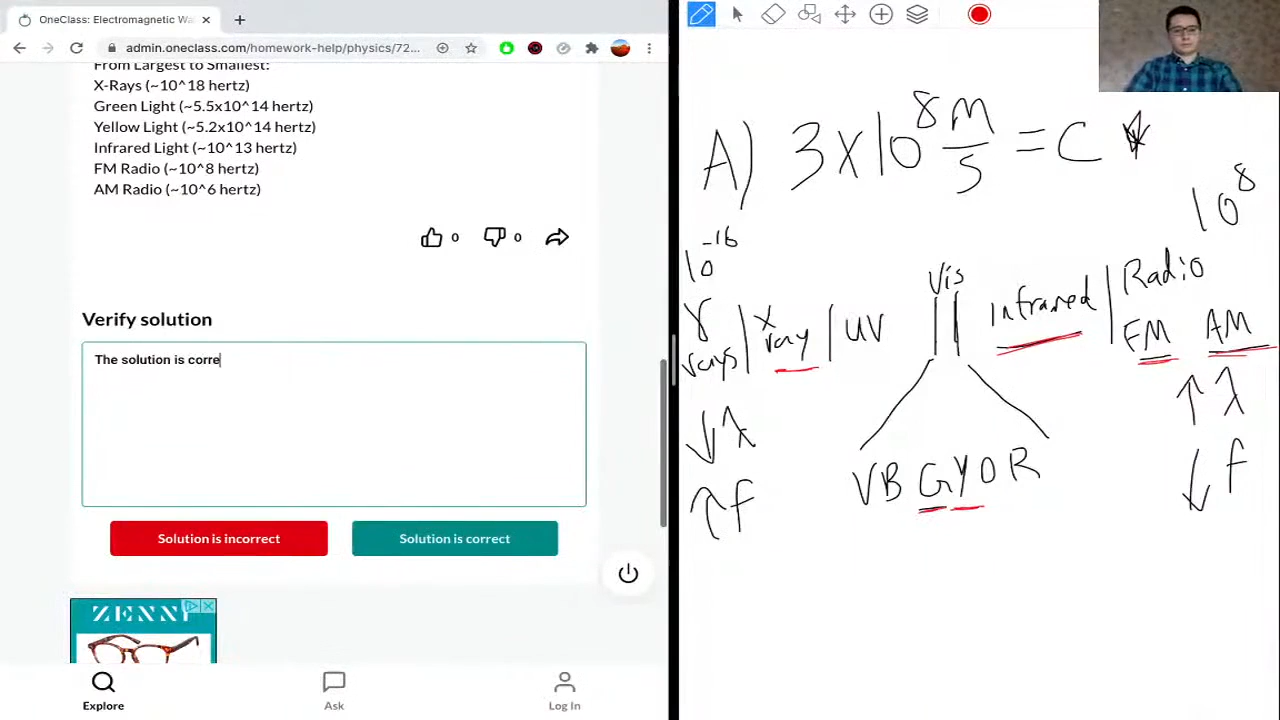 OneClass: Electromagnetic Wa
admin.oneclass.com/homework-help/physics/72...
From Largest to Smallest:
X-Rays (~10^18 hertz)
Green Light (~5.5x10^14 hertz)
Yellow Light (~5.2x10^14 hertz)
Infrared Light (~10^13 hertz)
FM Radio (~10^8 hertz)
AM Radio (~10^6 hertz)
0
0
Verify solution
The solution is corre
Solution is incorrect
Solution is correct
ZENNI
Explore
Ask
Log In
A) 3x10^8 M/S = C
10^8
10^-16
γ rays | x ray | UV
Vis
Infrared | Radio
FM AM
↓λ
↑f
VBGYOR
↑λ
↓f